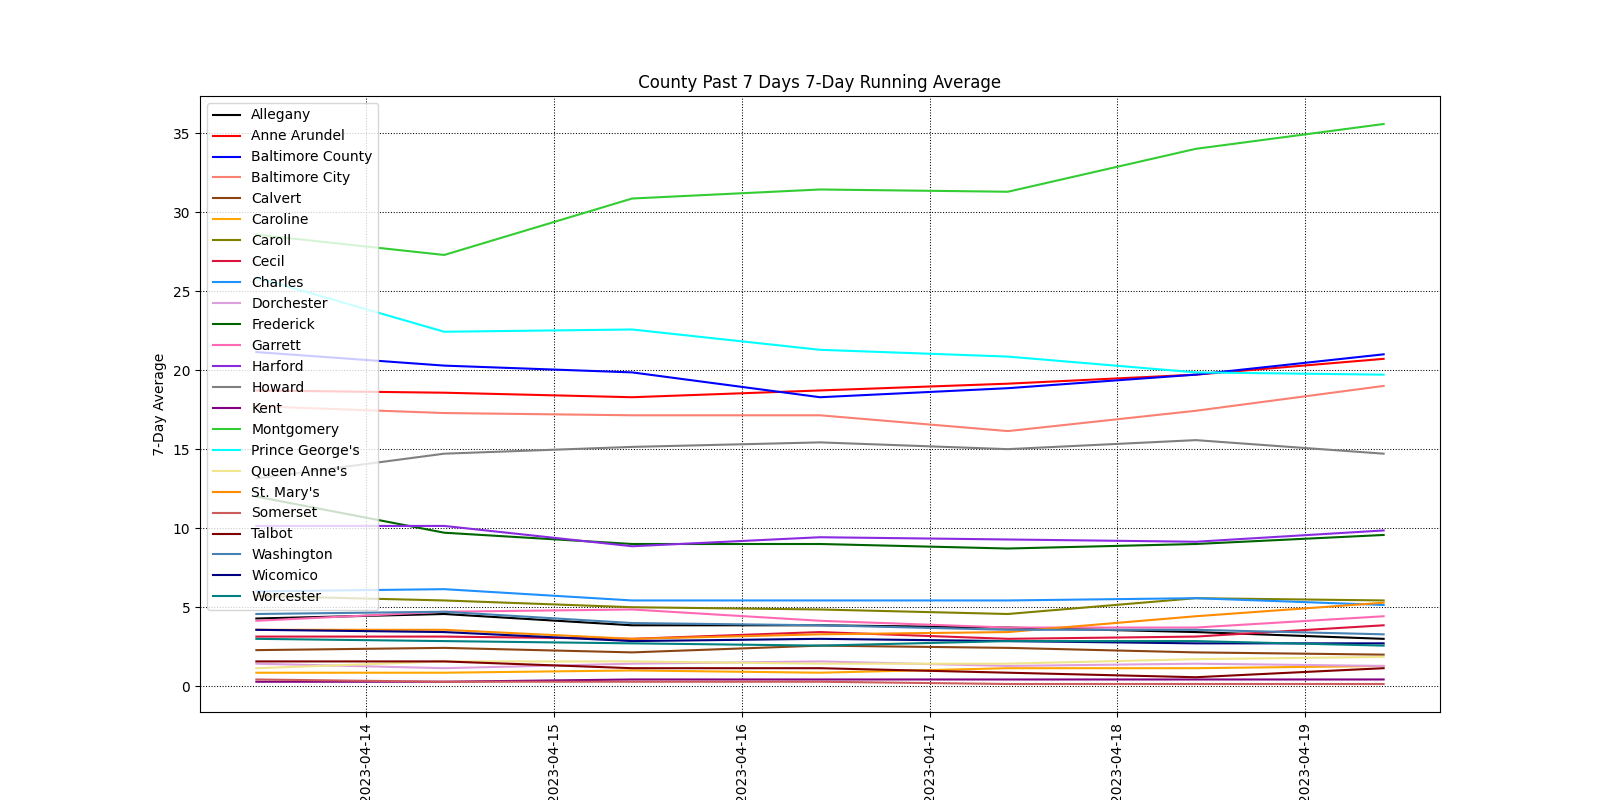 County Past 7 Days 7-Day Running Average
7-Day Average
35
30
25
20
15
10
5
0
Allegany
Anne Arundel
Baltimore County
Baltimore City
Calvert
Caroline
Caroll
Cecil
Charles
Dorchester
Frederick
Garrett
Harford
Howard
Kent
Montgomery
Prince George's
Queen Anne's
St. Mary's
Somerset
Talbot
Washington
Wicomico
Worcester
2023-04-14
2023-04-15
2023-04-16
2023-04-17
2023-04-18
2023-04-19